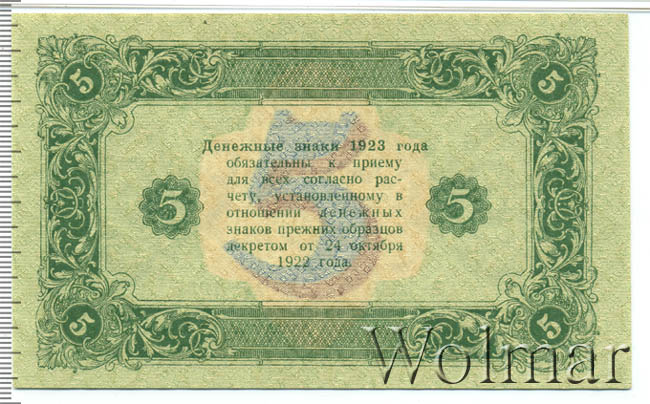 5 5
Денежные знаки 1923 года
обязательны к приему
для всех согласно рас-
чету, установленному в
5 5 5
отношении денежных
знаков прежних образцов
декретом от 24 октября
1922 года.
5 5
Wolmar